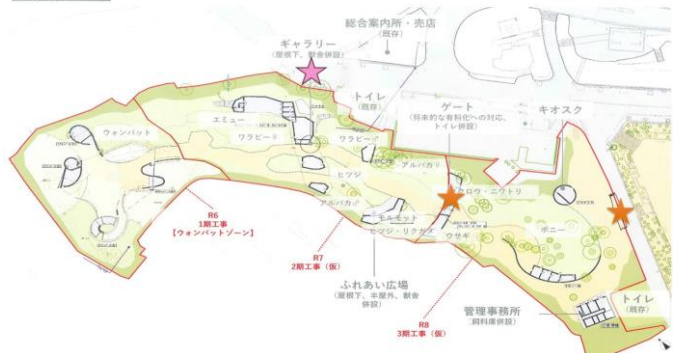 総合案内所・売店
(既存)
ギャラリー
(屋根下、獣舎併設)
トイレ
(既存)
ゲート
(将来的な有料化への対応、
トイレ併設)
キオスク
ウォンバット
エミュー
ワラビー♀
ワラビー♂
ヒツジ
アルパカ♀
アルパカ♂
モルモット
ヒツジ・リクガメ
ウサギ
ニワトリ
ポニー
R6
1期工事
【ウォンバットゾーン】
R7
2期工事(仮)
ふれあい広場
(屋根下、半屋外、獣舎
併設)
R8
3期工事(仮)
管理事務所
(飼料庫併設)
トイレ
(既存)